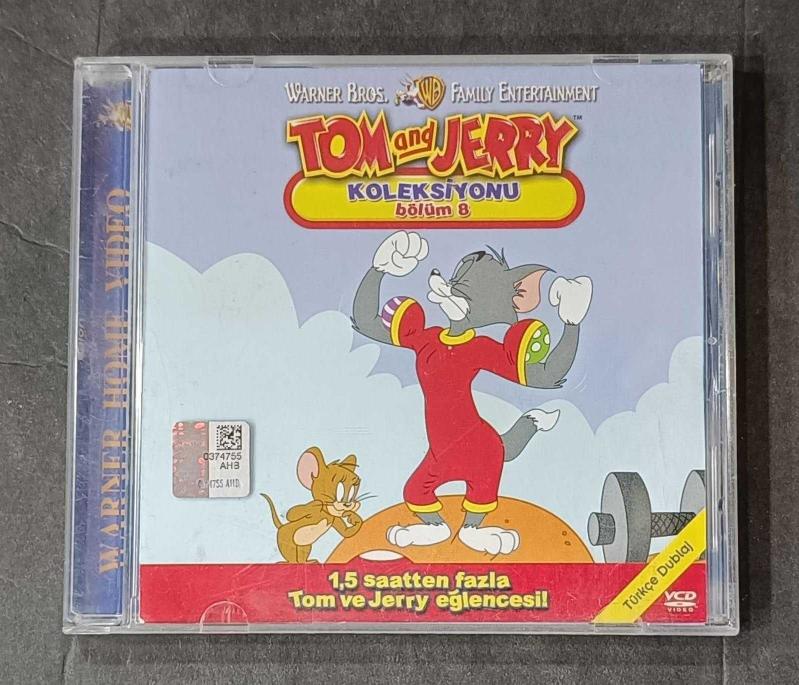 WARNER BROS. WB FAMILY ENTERTAINMENT
TOM and JERRY™
KOLEKSİYONU
bölüm 8
WARNER HOME VIDEO
0374755
AHB
1,5 saatten fazla
Tom ve Jerry eğlencesi!
Türkçe Dublaj
VCD
VIDEO